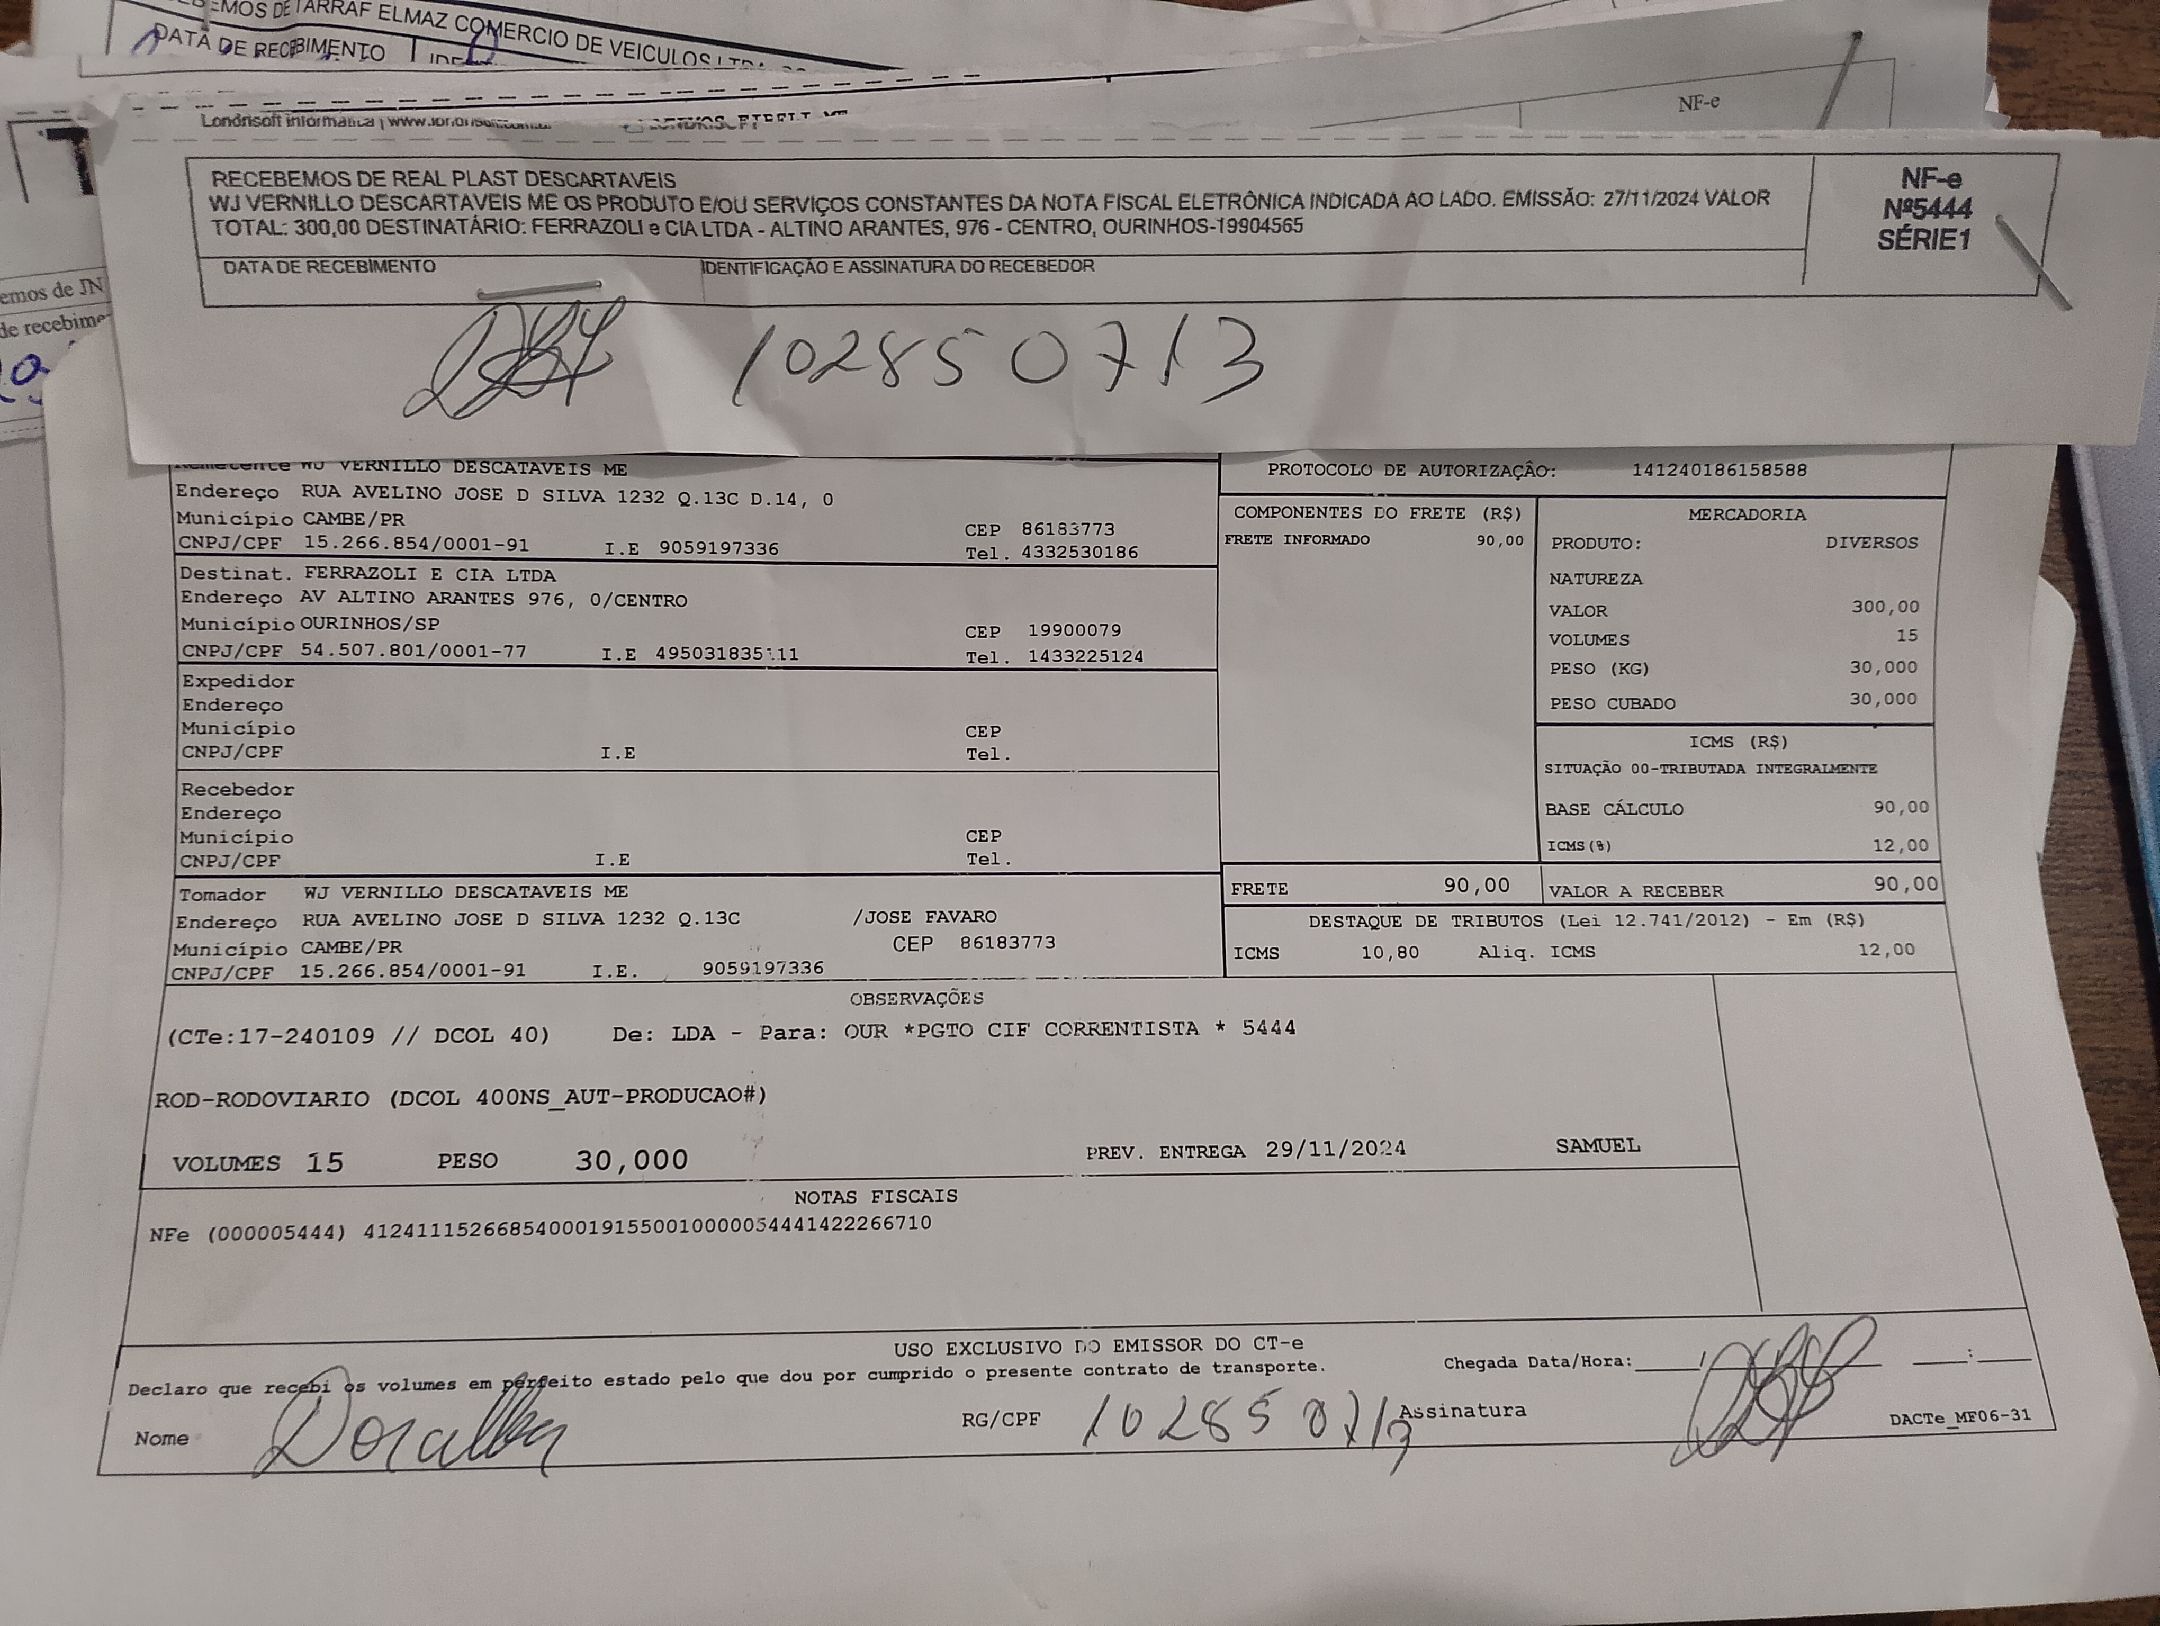 EMOS DE TARRAF ELMAZ COMERCIO DE VEICULOS LTDA
DATA DE RECEBIMENTO
NF-e
Londrisoft Informatica | www.londrisoft.com.br
RECEBEMOS DE REAL PLAST DESCARTAVEIS
WJ VERNILLO DESCARTAVEIS ME OS PRODUTO E/OU SERVIÇOS CONSTANTES DA NOTA FISCAL ELETRÔNICA INDICADA AO LADO. EMISSÃO: 27/11/2024 VALOR
TOTAL: 300,00 DESTINATÁRIO: FERRAZOLI e CIA LTDA - ALTINO ARANTES, 976 - CENTRO, OURINHOS-19904565
NF-e
Nº5444
SÉRIE1
DATA DE RECEBIMENTO IDENTIFICAÇÃO E ASSINATURA DO RECEBEDOR
emos de JN
de recebime
102850713
Remetente WJ VERNILLO DESCATAVEIS ME
Endereço RUA AVELINO JOSE D SILVA 1232 Q.13C D.14, 0
Município CAMBE/PR CEP 86183773
CNPJ/CPF 15.266.854/0001-91 I.E 9059197336 Tel. 4332530186
Destinat. FERRAZOLI E CIA LTDA
Endereço AV ALTINO ARANTES 976, 0/CENTRO
Município OURINHOS/SP CEP 19900079
CNPJ/CPF 54.507.801/0001-77 I.E 495031835111 Tel. 1433225124
Expedidor
Endereço
Município CEP
CNPJ/CPF I.E Tel.
Recebedor
Endereço
Município CEP
CNPJ/CPF I.E Tel.
Tomador WJ VERNILLO DESCATAVEIS ME
Endereço RUA AVELINO JOSE D SILVA 1232 Q.13C /JOSE FAVARO
Município CAMBE/PR CEP 86183773
CNPJ/CPF 15.266.854/0001-91 I.E. 9059197336
PROTOCOLO DE AUTORIZAÇÃO: 141240186158588
COMPONENTES DO FRETE (R$)
FRETE INFORMADO 90,00
MERCADORIA
PRODUTO: DIVERSOS
NATUREZA
VALOR 300,00
VOLUMES 15
PESO (KG) 30,000
PESO CUBADO 30,000
ICMS (R$)
SITUAÇÃO 00-TRIBUTADA INTEGRALMENTE
BASE CÁLCULO 90,00
ICMS(%) 12,00
FRETE 90,00 VALOR A RECEBER 90,00
DESTAQUE DE TRIBUTOS (Lei 12.741/2012) - Em (R$)
ICMS 10,80 Aliq. ICMS 12,00
OBSERVAÇÕES
(CTe:17-240109 // DCOL 40) De: LDA - Para: OUR *PGTO CIF CORRENTISTA * 5444
ROD-RODOVIARIO (DCOL 400NS_AUT-PRODUCAO#)
VOLUMES 15 PESO 30,000 PREV. ENTREGA 29/11/2024 SAMUEL
NOTAS FISCAIS
NFe (000005444) 41241115266854000191550010000054441422266710
USO EXCLUSIVO DO EMISSOR DO CT-e
Declaro que recebi os volumes em perfeito estado pelo que dou por cumprido o presente contrato de transporte. Chegada Data/Hora: / :
Nome RG/CPF 102850713 Assinatura DACTe_MF06-31